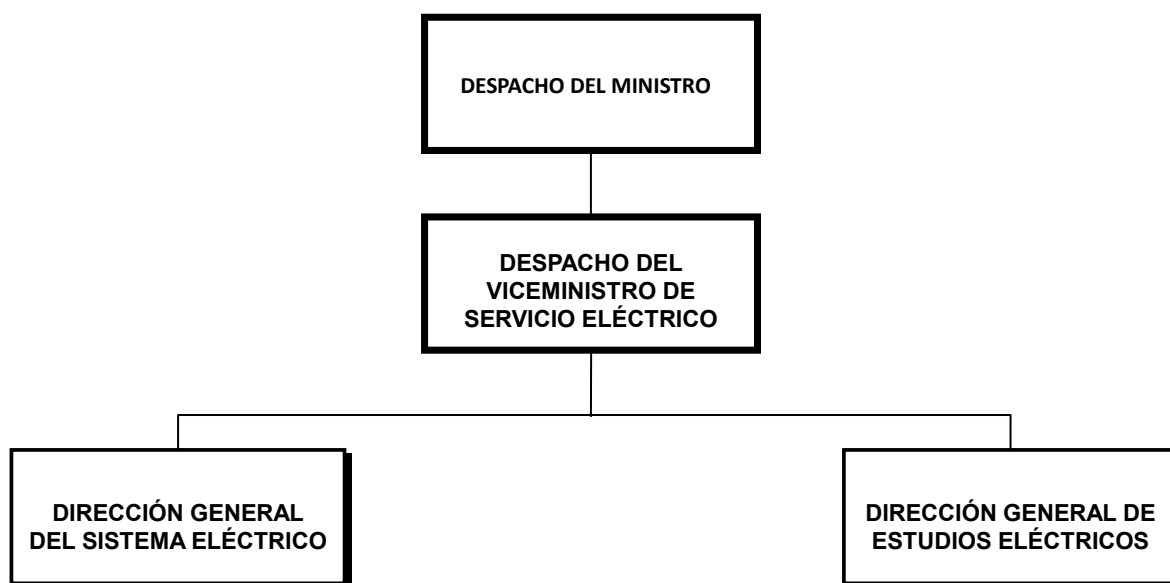 DESPACHO DEL MINISTRO
DESPACHO DEL
VICEMINISTRO DE
SERVICIO ELÉCTRICO
DIRECCIÓN GENERAL
DEL SISTEMA ELÉCTRICO
DIRECCIÓN GENERAL DE
ESTUDIOS ELÉCTRICOS